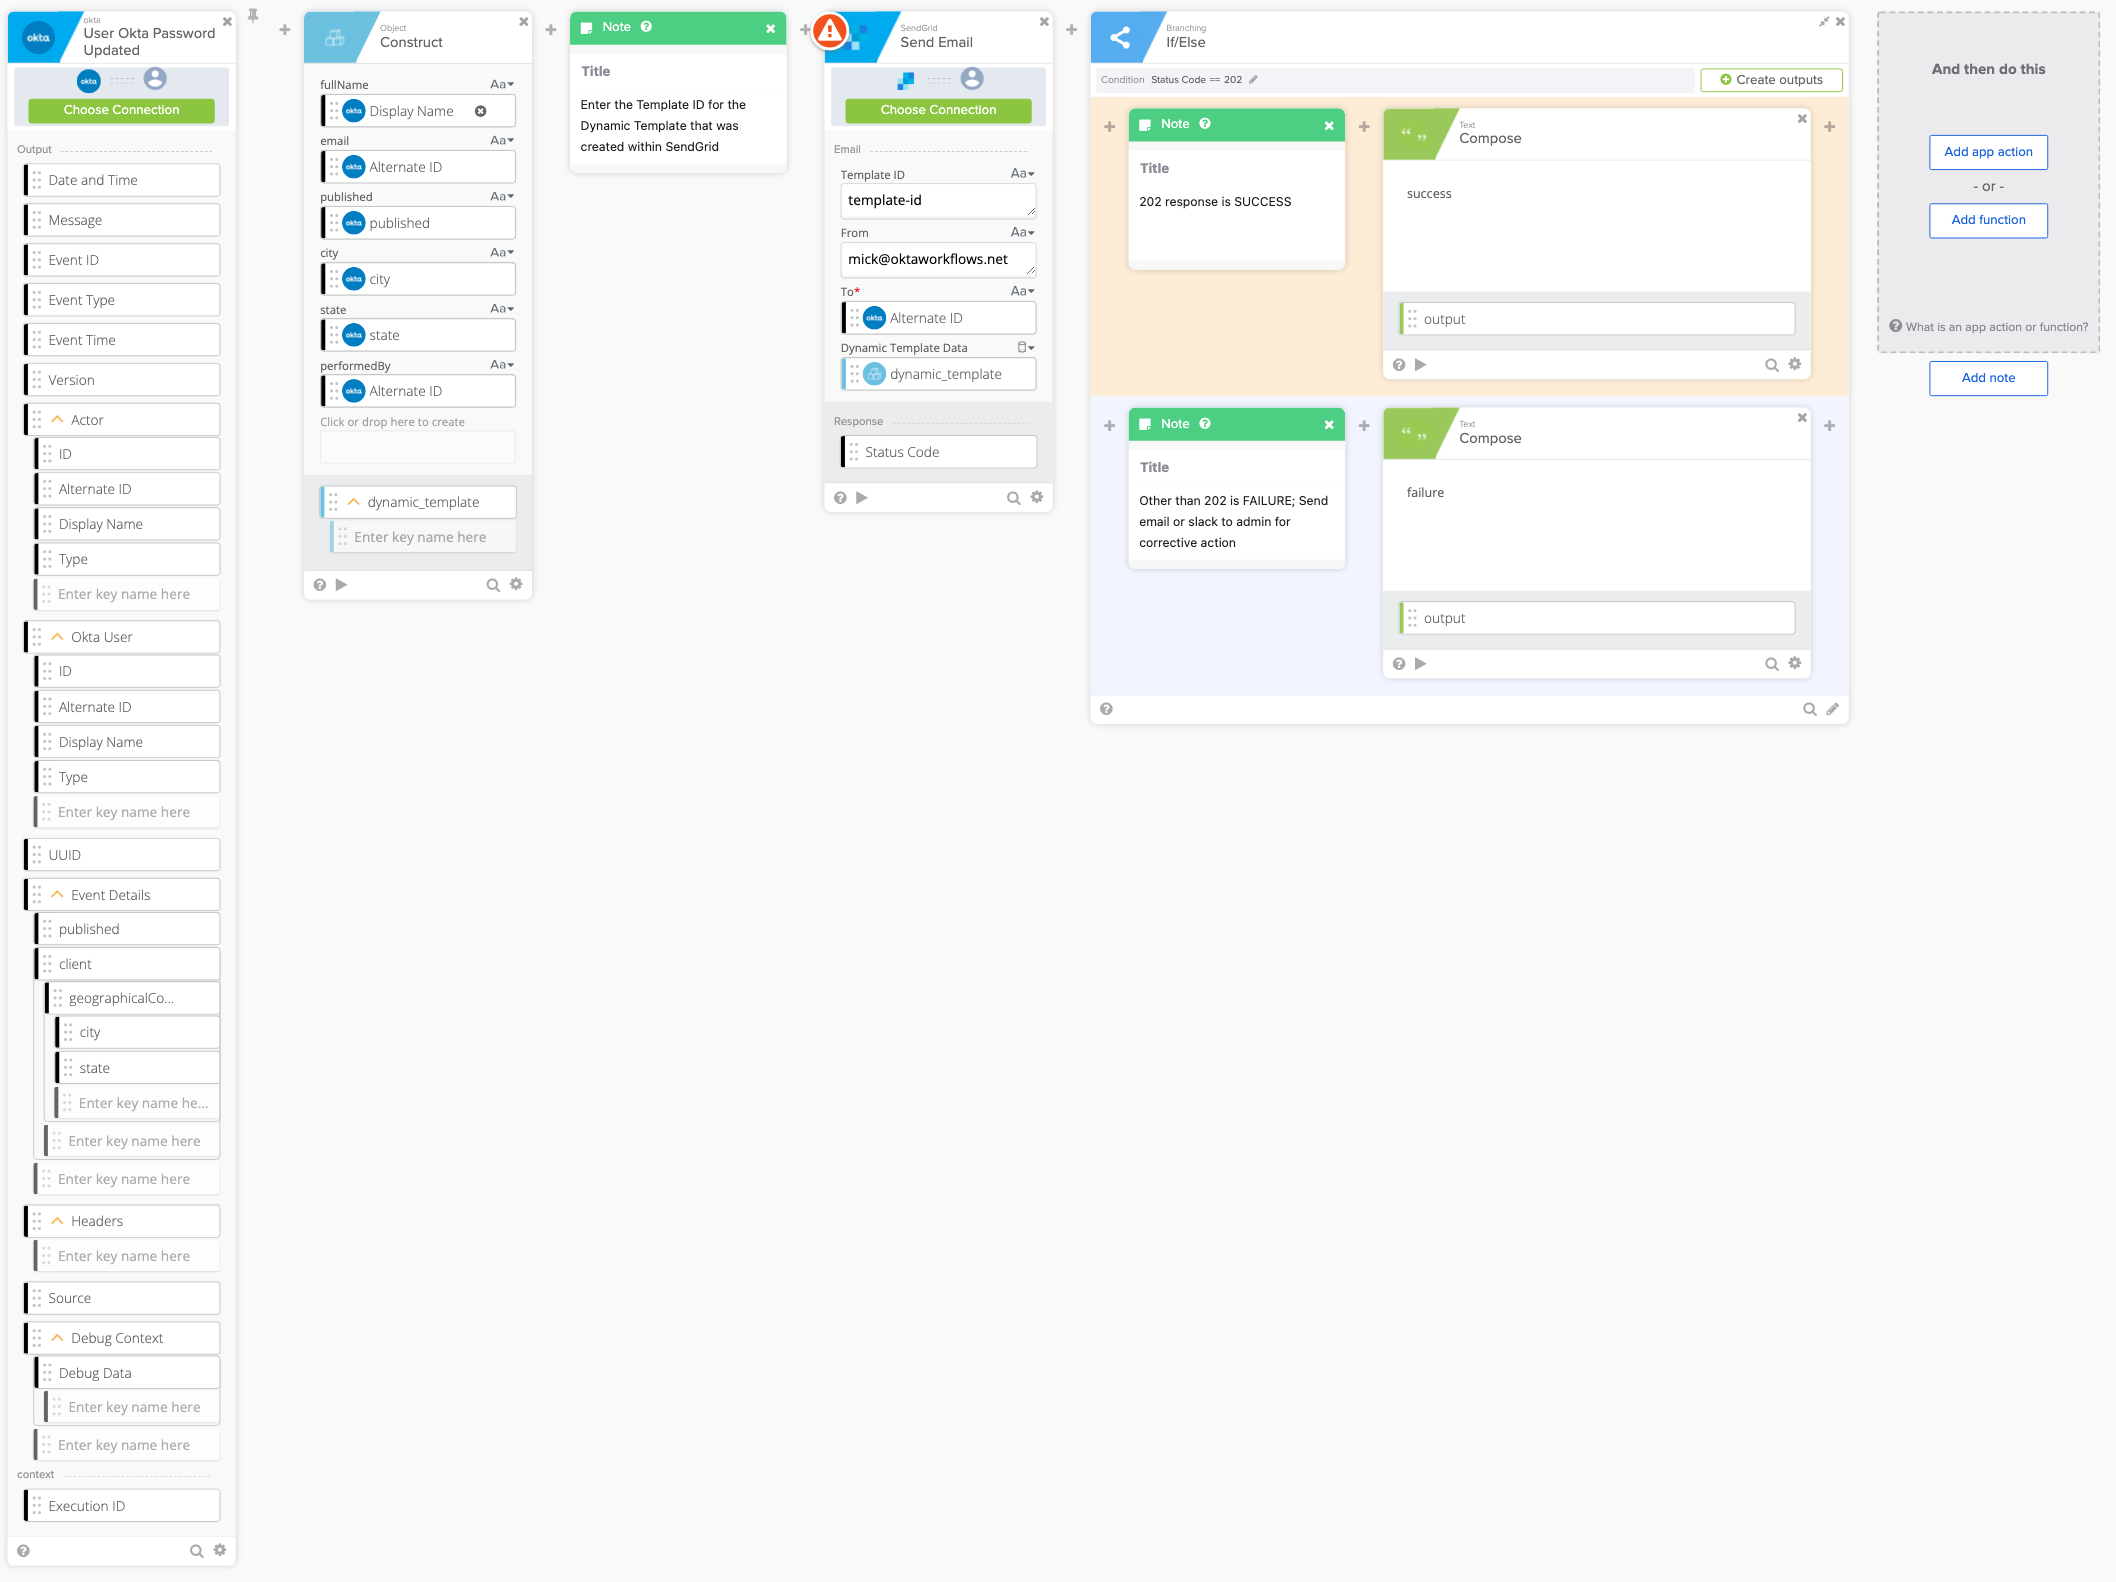 okta
okta
User Okta Password
Updated
okta
Choose Connection
Output
Date and Time
Message
Event ID
Event Type
Event Time
Version
Actor
ID
Alternate ID
Display Name
Type
Enter key name here
Okta User
ID
Alternate ID
Display Name
Type
Enter key name here
UUID
Event Details
published
client
geographicalCo...
city
state
Enter key name he...
Enter key name here
Enter key name here
Headers
Enter key name here
Source
Debug Context
Debug Data
Enter key name here
Enter key name here
context
Execution ID
Object
Construct
fullName Aa
okta Display Name
email Aa
okta Alternate ID
published Aa
okta published
city Aa
okta city
state Aa
okta state
performedBy Aa
okta Alternate ID
Click or drop here to create
dynamic_template
Enter key name here
Note
Title
Enter the Template ID for the
Dynamic Template that was
created within SendGrid
SendGrid
Send Email
Choose Connection
Email
Template ID Aa
template-id
From Aa
mick@oktaworkflows.net
To* Aa
okta Alternate ID
Dynamic Template Data
dynamic_template
Response
Status Code
Branching
If/Else
Condition Status Code == 202
Create outputs
Note
Title
202 response is SUCCESS
Text
Compose
success
output
Note
Title
Other than 202 is FAILURE; Send
email or slack to admin for
corrective action
Text
Compose
failure
output
And then do this
Add app action
- or -
Add function
What is an app action or function?
Add note